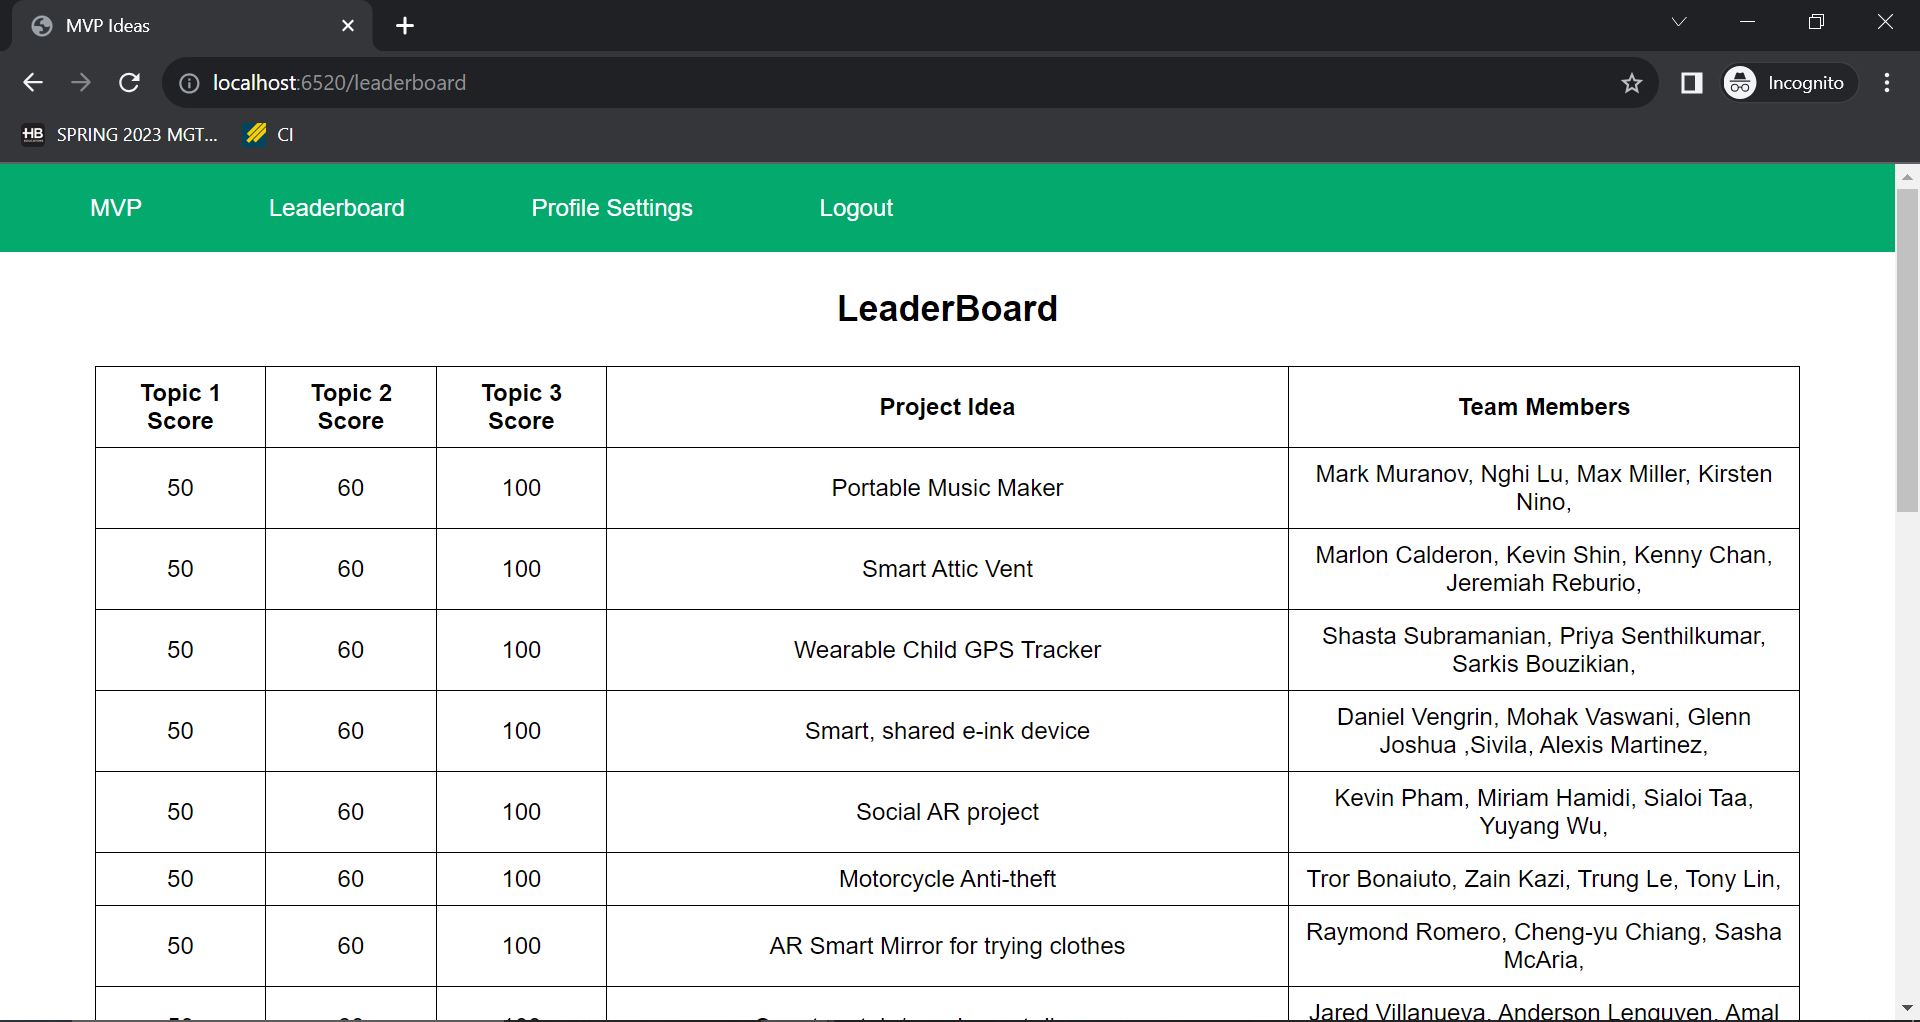 MVP Ideas
localhost:6520/leaderboard
Incognito
HB
SPRING 2023 MGT...
CI
MVP Leaderboard Profile Settings Logout
LeaderBoard
Topic 1 Score Topic 2 Score Topic 3 Score Project Idea Team Members
50 60 100 Portable Music Maker Mark Muranov, Nghi Lu, Max Miller, Kirsten
Nino,
50 60 100 Smart Attic Vent Marlon Calderon, Kevin Shin, Kenny Chan,
Jeremiah Reburio,
50 60 100 Wearable Child GPS Tracker Shasta Subramanian, Priya Senthilkumar,
Sarkis Bouzikian,
50 60 100 Smart, shared e-ink device Daniel Vengrin, Mohak Vaswani, Glenn
Joshua ,Sivila, Alexis Martinez,
50 60 100 Social AR project Kevin Pham, Miriam Hamidi, Sialoi Taa,
Yuyang Wu,
50 60 100 Motorcycle Anti-theft Tror Bonaiuto, Zain Kazi, Trung Le, Tony Lin,
50 60 100 AR Smart Mirror for trying clothes Raymond Romero, Cheng-yu Chiang, Sasha
McAria,
Jared Villanueva, Anderson Lenguyen, Amal